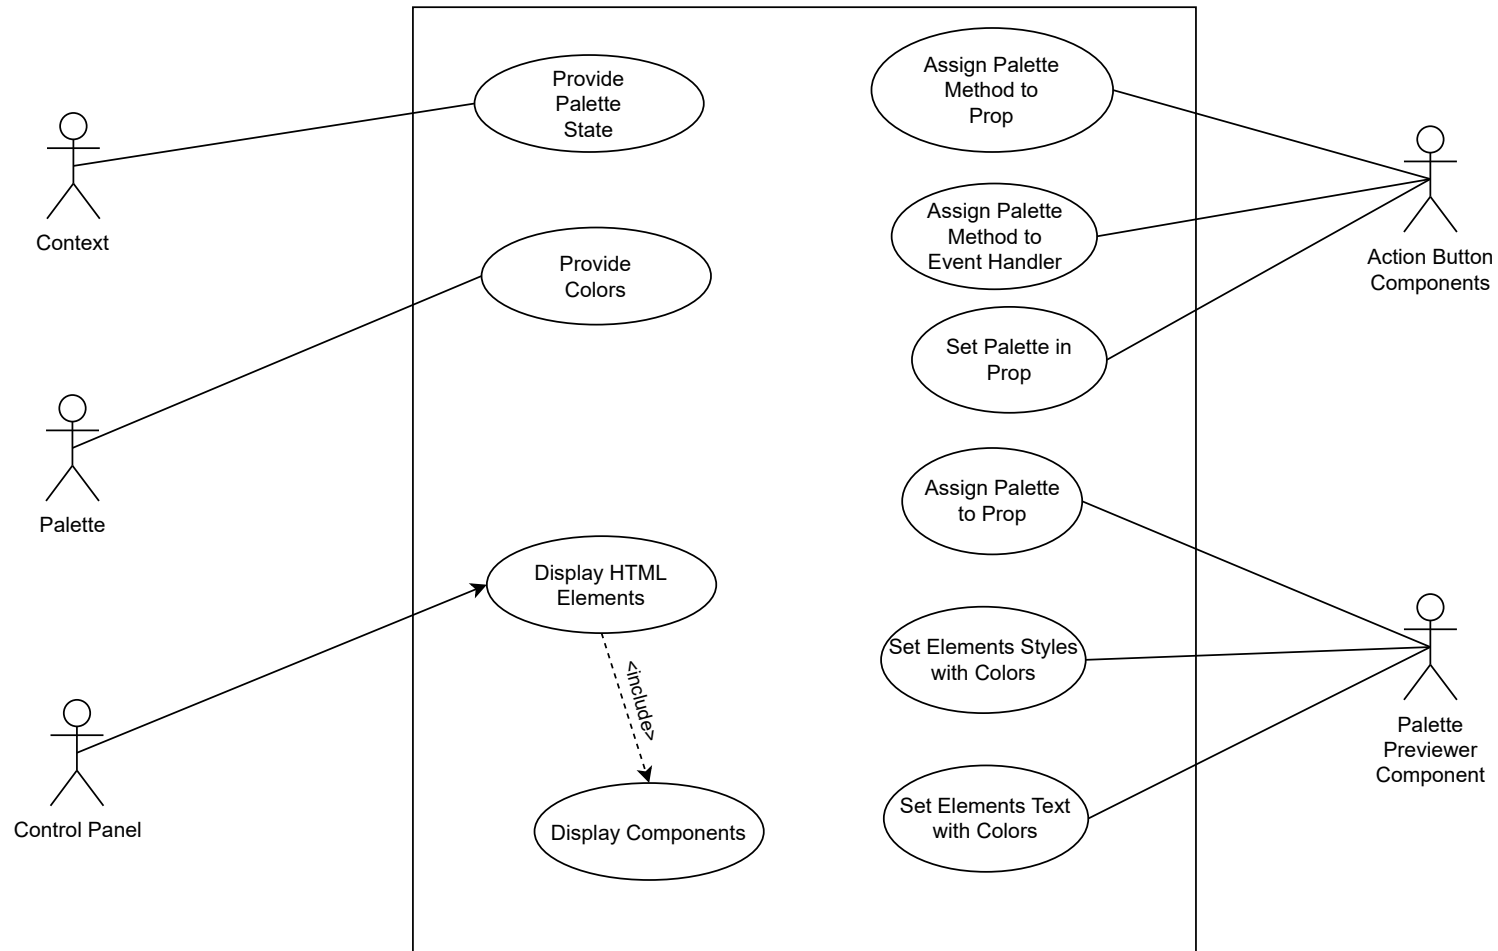 Provide
Palette
State
Assign Palette
Method to
Prop
Context
Assign Palette
Method to
Event Handler
Action Button
Components
Provide
Colors
Set Palette in
Prop
Palette
Assign Palette
to Prop
Display HTML
Elements
<include>
Set Elements Styles
with Colors
Palette
Previewer
Component
Control Panel
Display Components
Set Elements Text
with Colors